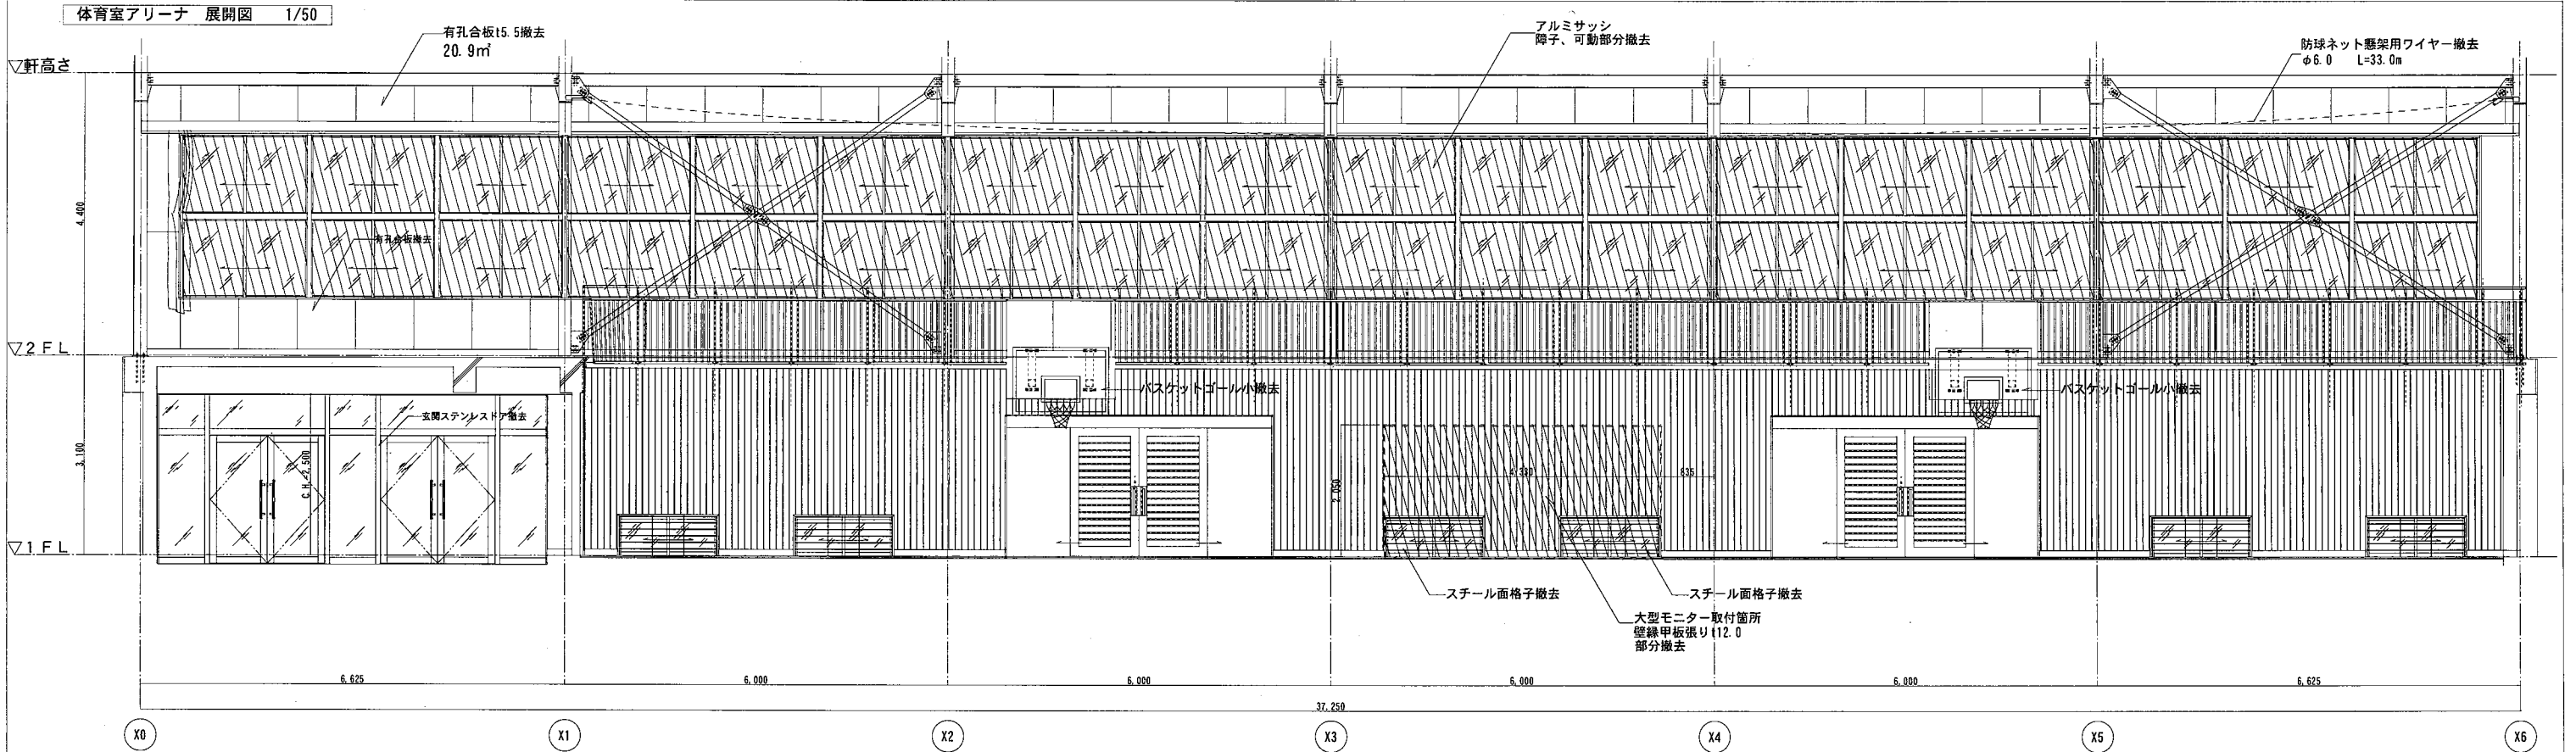 体育室アリーナ 展開図 1/50
有孔合板t5.5撤去
20.9㎡
アルミサッシ
障子、可動部分撤去
防球ネット懸架用ワイヤー撤去
φ6.0 L=33.0m
▽軒高さ
4,400
有孔合板撤去
▽2FL
バスケットゴール小撤去
バスケットゴール小撤去
玄関ステンレスドア撤去
3,100
C.H=2,500
4,330
835
2,050
▽1FL
スチール面格子撤去
スチール面格子撤去
大型モニター取付箇所
壁縁甲板張りt12.0
部分撤去
6,625
6,000
6,000
6,000
6,000
6,625
37,250
X0
X1
X2
X3
X4
X5
X6